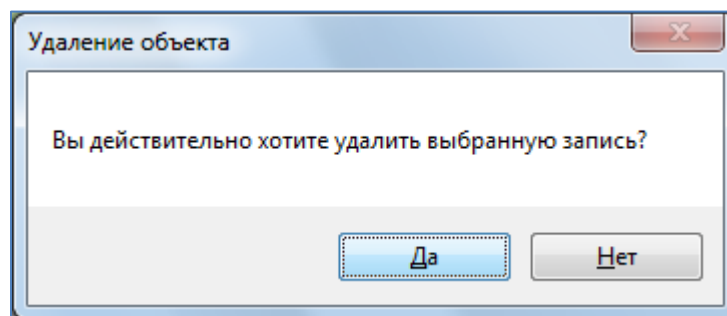 Удаление объекта
Вы действительно хотите удалить выбранную запись?
Да
Нет